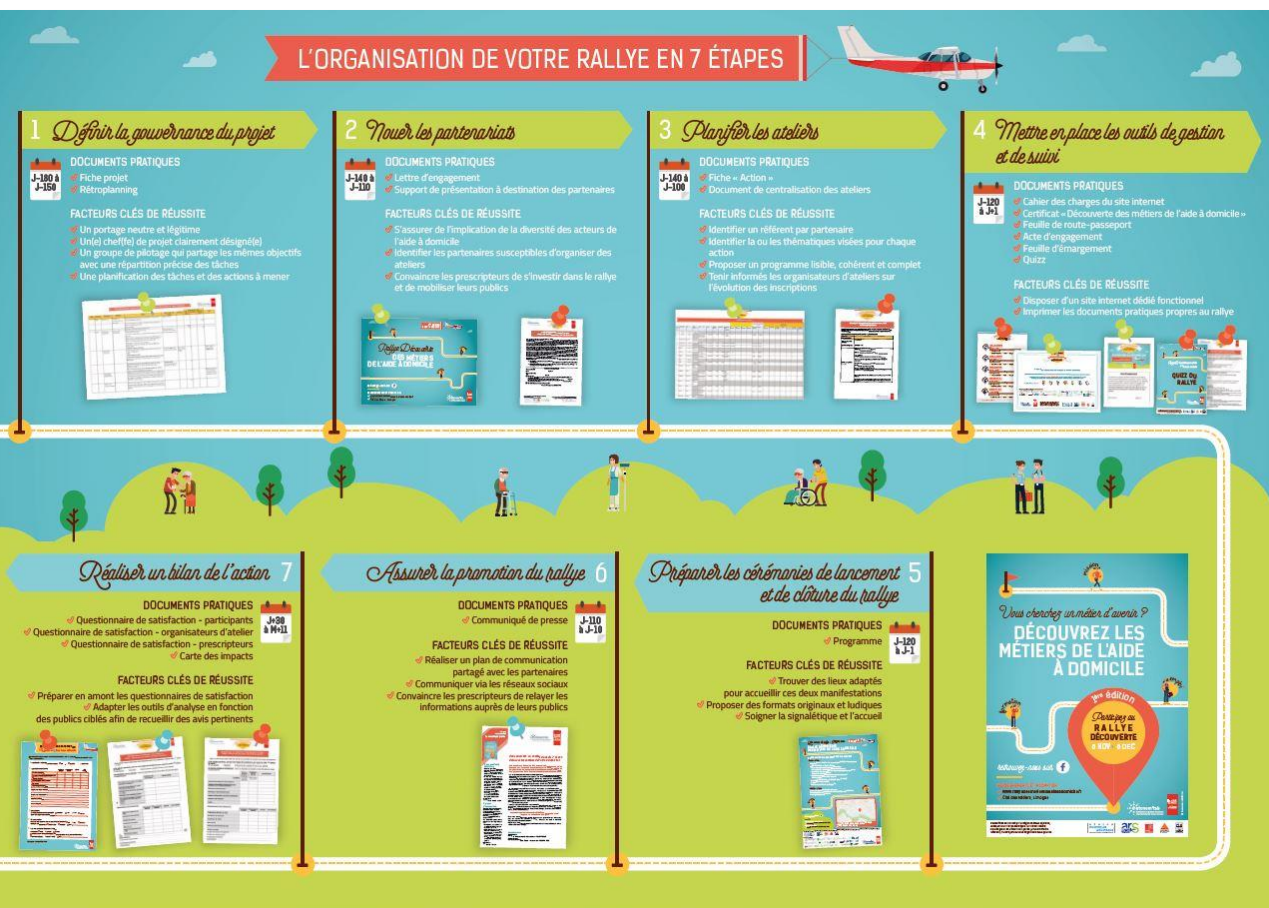 L'ORGANISATION DE VOTRE RALLYE EN 7 ÉTAPES
1 Définir la gouvernance du projet
J-180 à
J-150
DOCUMENTS PRATIQUES
Fiche projet
Rétroplanning
FACTEURS CLÉS DE RÉUSSITE
Un portage neutre et légitime
Un(e) chef(fe) de projet clairement désigné(e)
Un groupe de pilotage qui partage les mêmes objectifs
avec une répartition précise des tâches
Une planification des tâches et des actions à mener
2 Nouer les partenariats
J-140 à
J-110
DOCUMENTS PRATIQUES
Lettre d'engagement
Support de présentation à destination des partenaires
FACTEURS CLÉS DE RÉUSSITE
S'assurer de l'implication de la diversité des acteurs de
l'aide à domicile
Identifier les partenaires susceptibles d'organiser des
ateliers
Convaincre les prescripteurs de s'investir dans le rallye
et de mobiliser leurs publics
Rallye Découverte
DES MÉTIERS
DE L'AIDE À DOMICILE
3 Planifier les ateliers
J-140 à
J-100
DOCUMENTS PRATIQUES
Fiche « Action »
Document de centralisation des ateliers
FACTEURS CLÉS DE RÉUSSITE
Identifier un référent par partenaire
Identifier la ou les thématiques visées pour chaque
action
Proposer un programme lisible, cohérent et complet
Tenir informés les organisateurs d'ateliers sur
l'évolution des inscriptions
4 Mettre en place les outils de gestion
et de suivi
J-120
à J+1
DOCUMENTS PRATIQUES
Cahier des charges du site internet
Certificat « Découverte des métiers de l'aide à domicile »
Feuille de route-passeport
Acte d'engagement
Feuille d'émargement
Quizz
FACTEURS CLÉS DE RÉUSSITE
Disposer d'un site internet dédié fonctionnel
Imprimer les documents pratiques propres au rallye
QUIZZ DU
RALLYE
Réaliser un bilan de l'action 7
DOCUMENTS PRATIQUES
J+30
à M+11
Questionnaire de satisfaction - participants
Questionnaire de satisfaction - organisateurs d'atelier
Questionnaire de satisfaction - prescripteurs
Carte des impacts
FACTEURS CLÉS DE RÉUSSITE
Préparer en amont les questionnaires de satisfaction
Adapter les outils d'analyse en fonction
des publics ciblés afin de recueillir des avis pertinents
Assurer la promotion du rallye 6
DOCUMENTS PRATIQUES
J-110
à J-10
Communiqué de presse
FACTEURS CLÉS DE RÉUSSITE
Réaliser un plan de communication
partagé avec les partenaires
Communiquer via les réseaux sociaux
Convaincre les prescripteurs de relayer les
informations auprès de leurs publics
Préparer les cérémonies de lancement 5
et de clôture du rallye
DOCUMENTS PRATIQUES
J-120
à J-1
Programme
FACTEURS CLÉS DE RÉUSSITE
Trouver des lieux adaptés
pour accueillir ces deux manifestations
Proposer des formats originaux et ludiques
Soigner la signalétique et l'accueil
Vous cherchez un métier d'avenir ?
DÉCOUVREZ LES
MÉTIERS DE L'AIDE
À DOMICILE
1ère édition
Participez au
RALLYE
DÉCOUVERTE
Retrouvez-nous sur f
ars